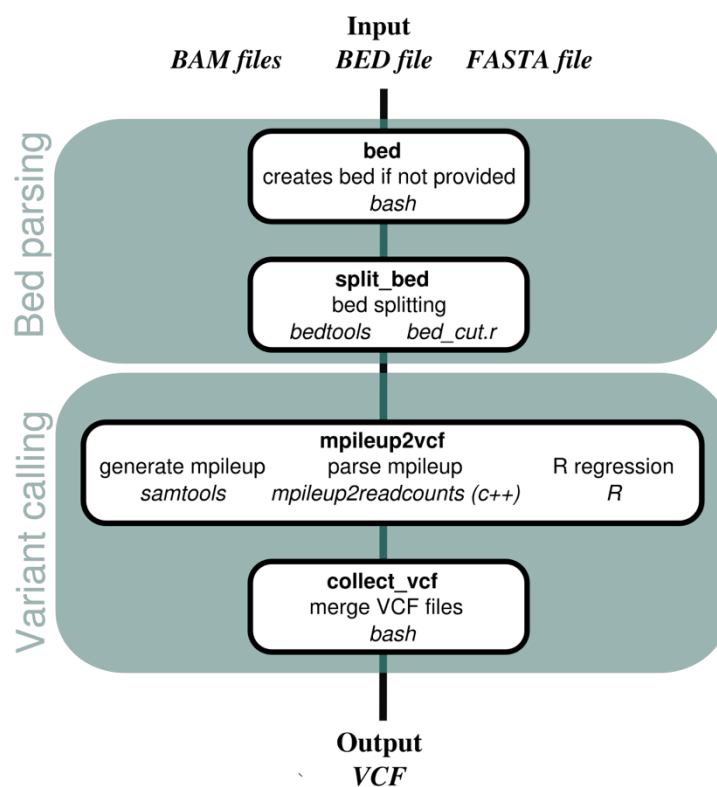 Input
BAM files BED file FASTA file
Bed parsing
bed
creates bed if not provided
bash
split_bed
bed splitting
bedtools bed_cut.r
Variant calling
mpileup2vcf
generate mpileup parse mpileup R regression
samtools mpileup2readcounts (c++) R
collect_vcf
merge VCF files
bash
Output
VCF